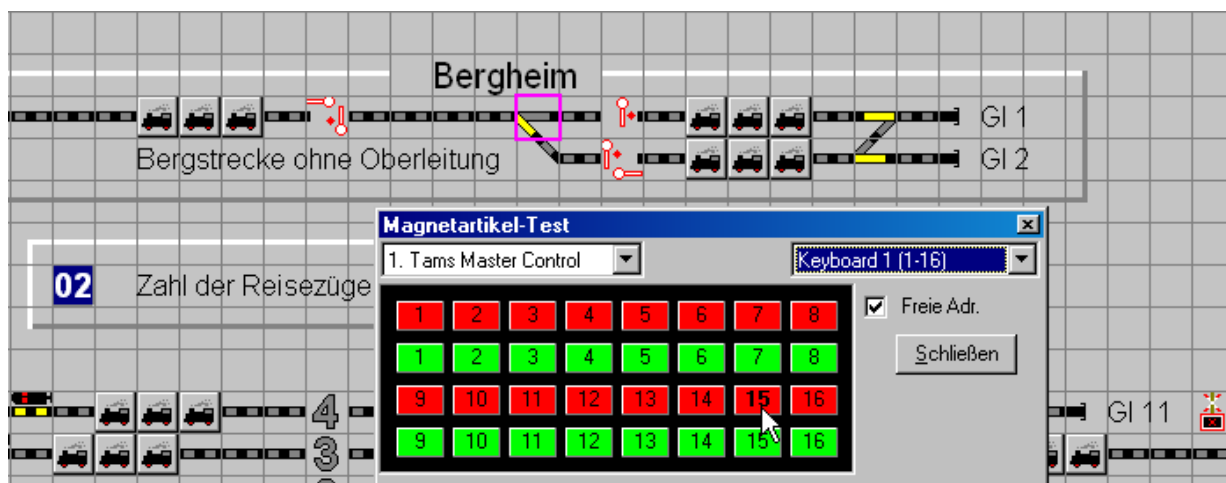 Bergheim
Gl 1
Bergstrecke ohne Oberleitung
Gl 2
Magnetartikel-Test
1. Tams Master Control
Keyboard 1 (1-16)
02
Zahl der Reisezüge
Freie Adr.
1 2 3 4 5 6 7 8
Schließen
1 2 3 4 5 6 7 8
9 10 11 12 13 14 15 16
4
Gl 11
9 10 11 12 13 14 15 16
3